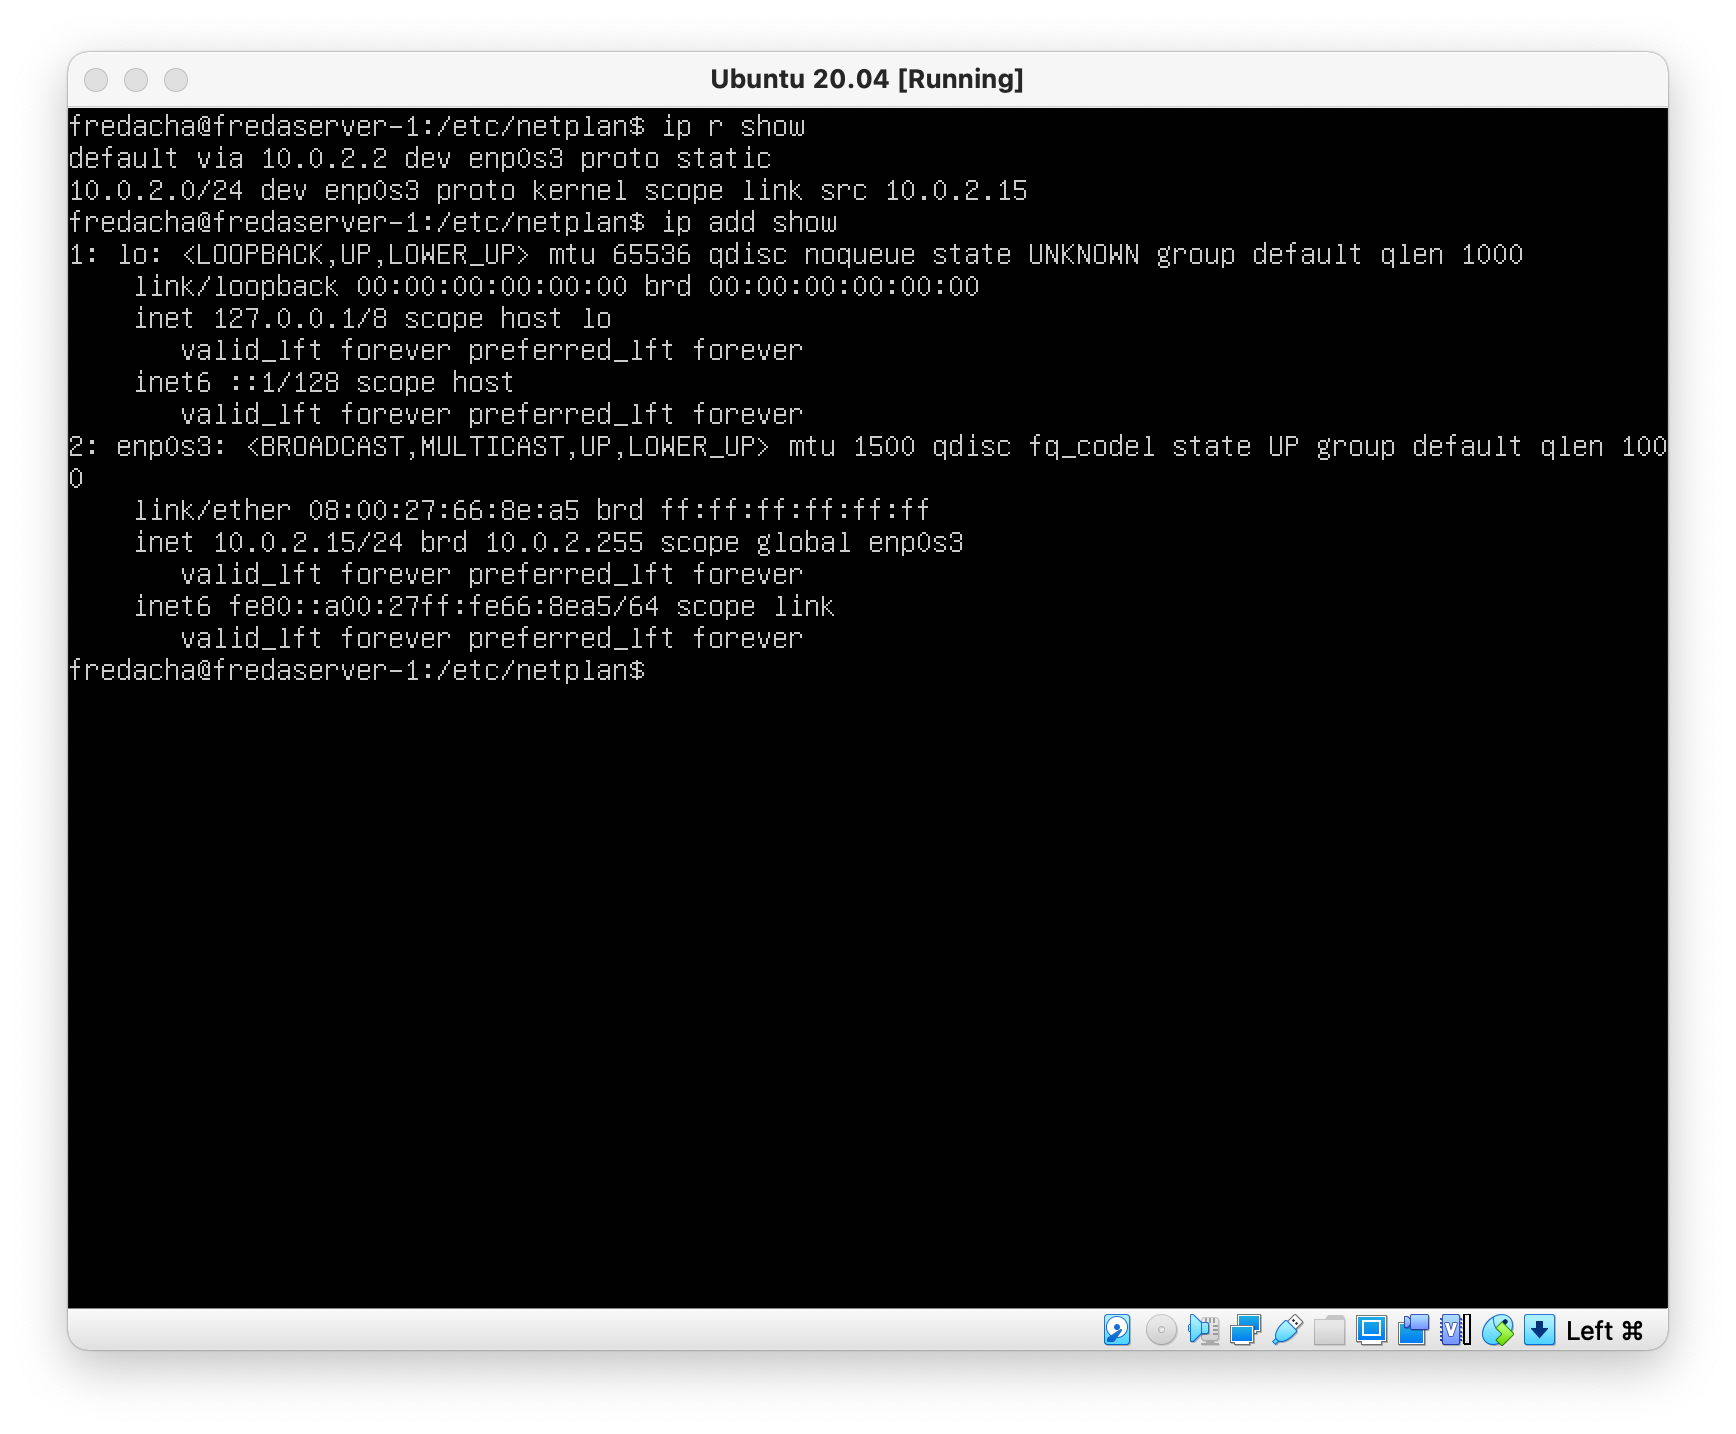 Ubuntu 20.04 [Running]
fredacha@fredaserver-1:/etc/netplan$ ip r show
default via 10.0.2.2 dev enp0s3 proto static
10.0.2.0/24 dev enp0s3 proto kernel scope link src 10.0.2.15
fredacha@fredaserver-1:/etc/netplan$ ip add show
1: lo: <LOOPBACK,UP,LOWER_UP> mtu 65536 qdisc noqueue state UNKNOWN group default qlen 1000
    link/loopback 00:00:00:00:00:00 brd 00:00:00:00:00:00
    inet 127.0.0.1/8 scope host lo
       valid_lft forever preferred_lft forever
    inet6 ::1/128 scope host
       valid_lft forever preferred_lft forever
2: enp0s3: <BROADCAST,MULTICAST,UP,LOWER_UP> mtu 1500 qdisc fq_codel state UP group default qlen 100
0
    link/ether 08:00:27:66:8e:a5 brd ff:ff:ff:ff:ff:ff
    inet 10.0.2.15/24 brd 10.0.2.255 scope global enp0s3
       valid_lft forever preferred_lft forever
    inet6 fe80::a00:27ff:fe66:8ea5/64 scope link
       valid_lft forever preferred_lft forever
fredacha@fredaserver-1:/etc/netplan$
Left ⌘